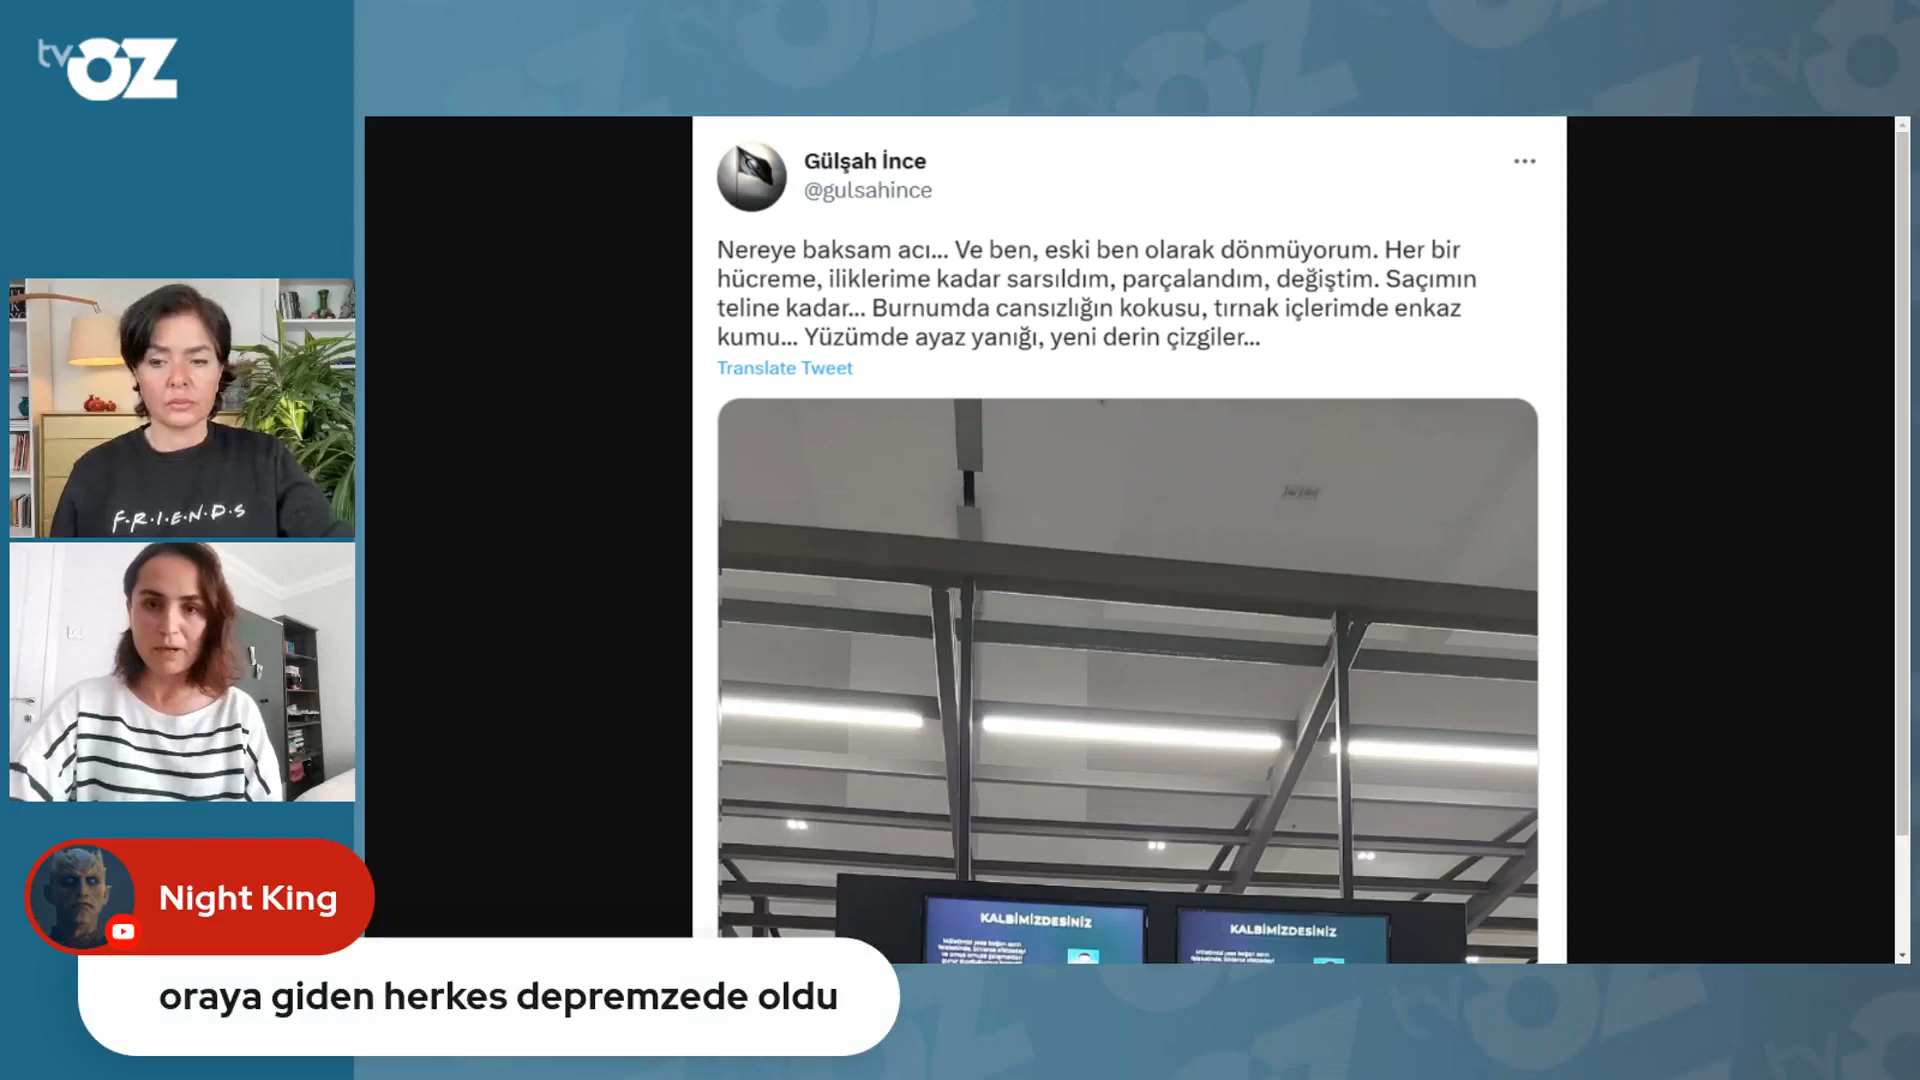 tvOZ
Gülşah İnce
@gulsahince
Nereye baksam acı... Ve ben, eski ben olarak dönmüyorum. Her bir
hücreme, iliklerime kadar sarsıldım, parçalandım, değiştim. Saçımın
teline kadar... Burnumda cansızlığın kokusu, tırnak içlerimde enkaz
kumu... Yüzümde ayaz yanığı, yeni derin çizgiler...
Translate Tweet
F·R·I·E·N·D·S
KALBİMİZDESİNİZ
KALBİMİZDESİNİZ
Night King
oraya giden herkes depremzede oldu